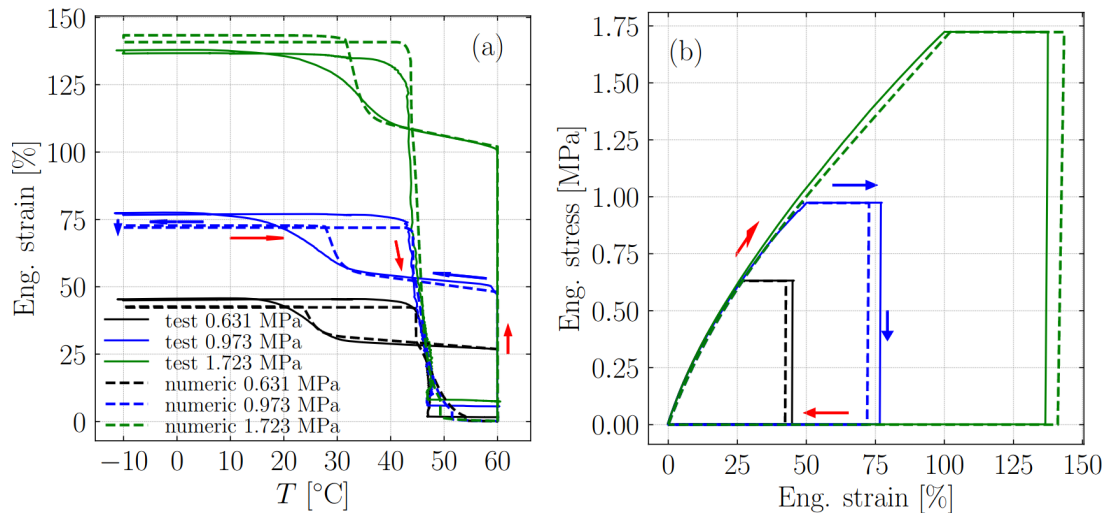 (a)
150
125
100
75
50
25
0
Eng. strain [%]
test 0.631 MPa
test 0.973 MPa
test 1.723 MPa
numeric 0.631 MPa
numeric 0.973 MPa
numeric 1.723 MPa
−10 0 10 20 30 40 50 60
T [°C]
(b)
1.75
1.50
1.25
1.00
0.75
0.50
0.25
0.00
Eng. stress [MPa]
0 25 50 75 100 125 150
Eng. strain [%]